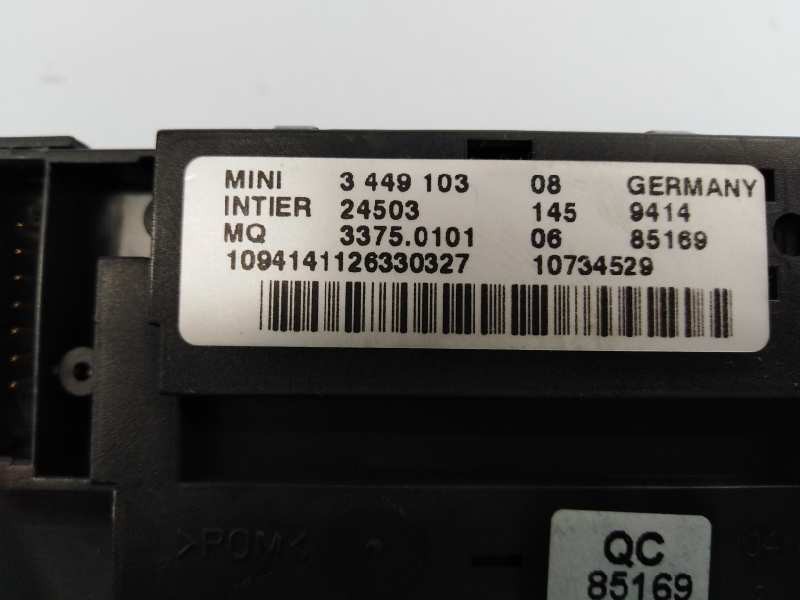 MINI 3 449 103 08 GERMANY
INTIER 24503 145 9414
MQ 3375.0101 06 85169
1094141126330327 10734529
>POM<
QC
85169
04